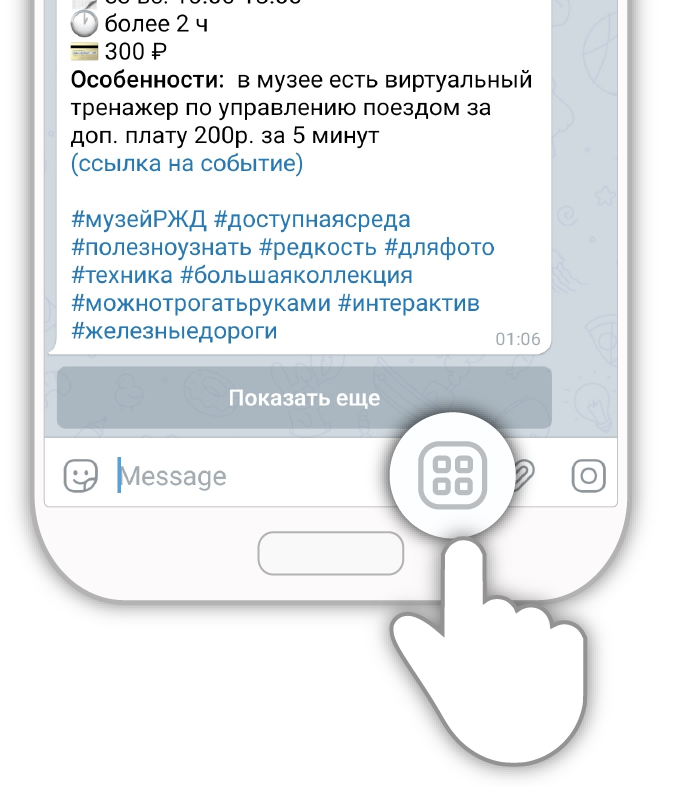 более 2 ч
300 ₽
Особенности: в музее есть виртуальный
тренажер по управлению поездом за
доп. плату 200р. за 5 минут
(ссылка на событие)
#музейРЖД #доступнаясреда
#полезноузнать #редкость #дляфото
#техника #большаяколлекция
#можнотрогатьруками #интерактив
#железныедороги
01:06
Показать еще
Message